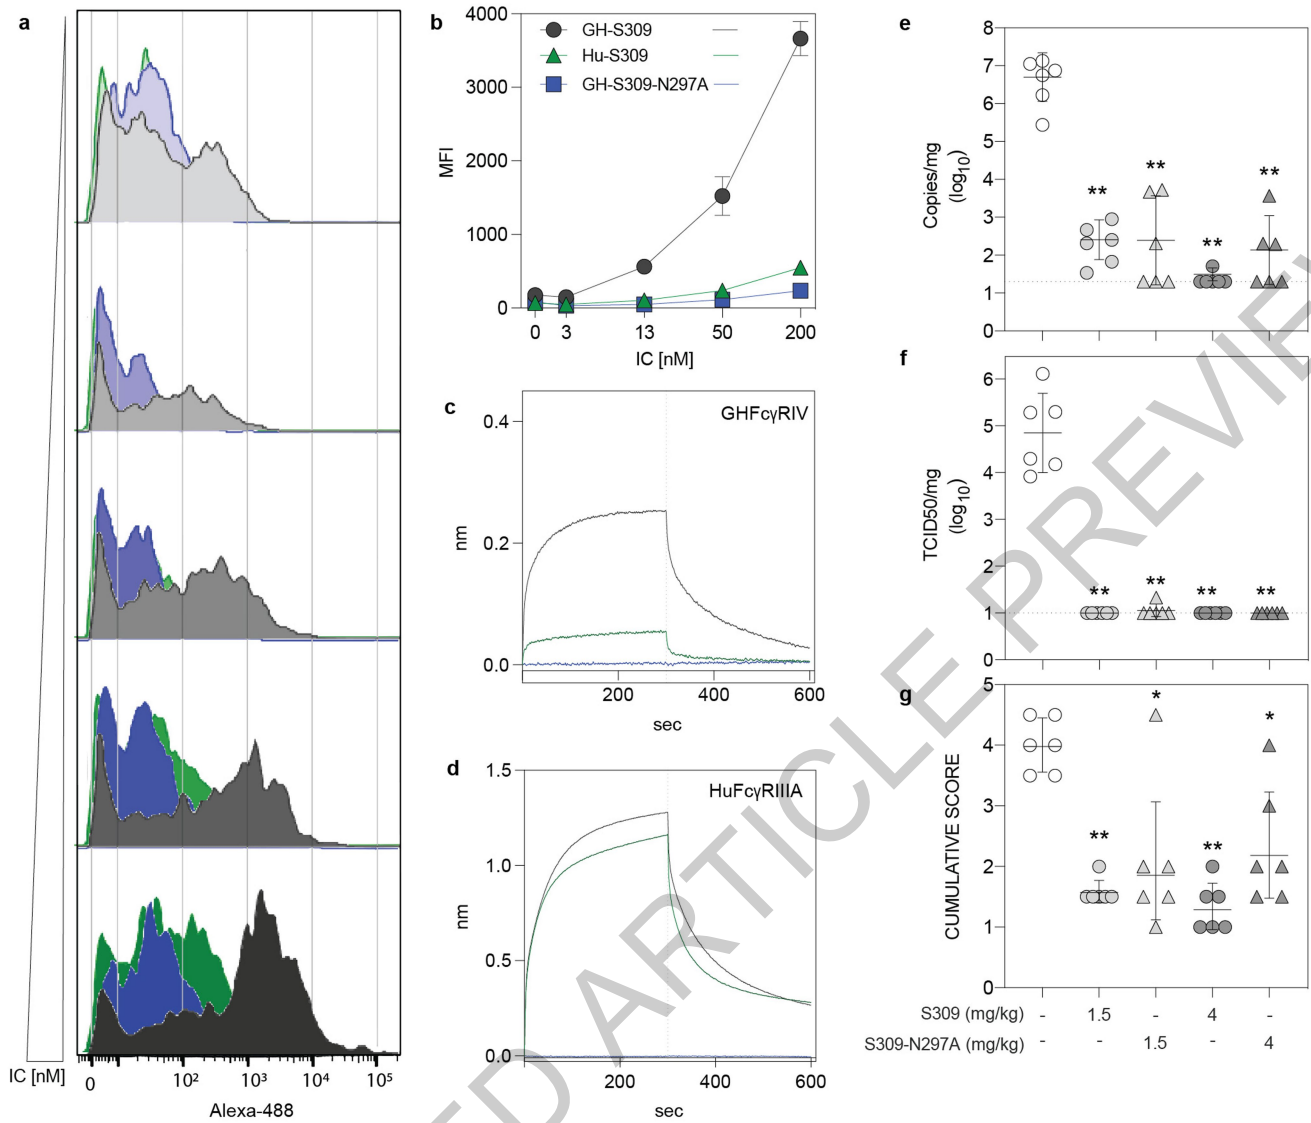 a
IC [nM]
0
10²
10³
10⁴
10⁵
Alexa-488
b
4000
3000
2000
1000
0
MFI
GH-S309
Hu-S309
GH-S309-N297A
0
3
13
50
200
IC [nM]
c
GHFcγRIV
0.4
0.2
0.0
nm
200
400
600
sec
d
HuFcγRIIIA
1.5
1.0
0.5
0.0
nm
200
400
600
sec
e
8
7
6
5
4
3
2
1
0
Copies/mg
(log10)
**
**
**
**
f
6
5
4
3
2
1
0
TCID50/mg
(log10)
**
**
**
**
g
5
4
3
2
1
0
CUMULATIVE SCORE
**
*
**
*
S309 (mg/kg) - 1.5 - 4 -
S309-N297A (mg/kg) - - 1.5 - 4
ED ARTICLE PREVIEW